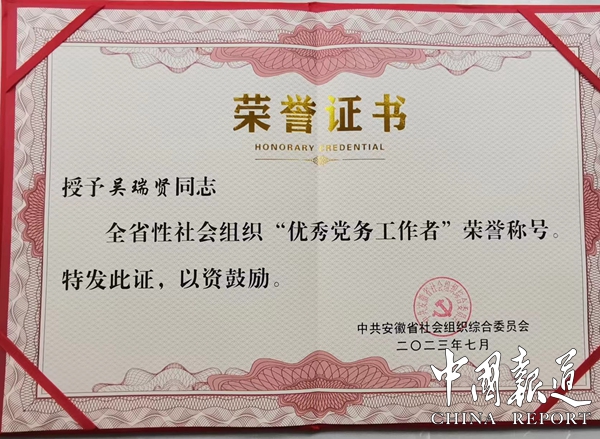 荣誉证书
HONORARY CREDENTIAL
授予吴瑞贤同志
全省性社会组织“优秀党务工作者”荣誉称号。
特发此证，以资鼓励。
中共安徽省社会组织综合委员会
二〇二三年七月
中國報道
CHINA REPORT